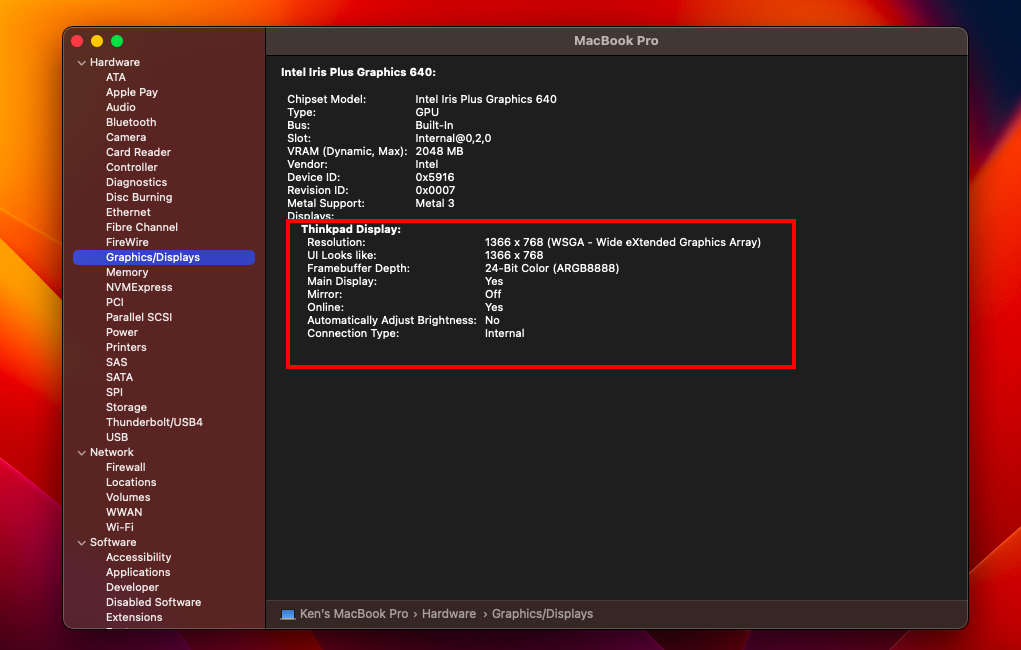 MacBook Pro
Hardware
ATA
Apple Pay
Audio
Bluetooth
Camera
Card Reader
Controller
Diagnostics
Disc Burning
Ethernet
Fibre Channel
FireWire
Graphics/Displays
Memory
NVMExpress
PCI
Parallel SCSI
Power
Printers
SAS
SATA
SPI
Storage
Thunderbolt/USB4
USB
Network
Firewall
Locations
Volumes
WWAN
Wi-Fi
Software
Accessibility
Applications
Developer
Disabled Software
Extensions
Intel Iris Plus Graphics 640:
Chipset Model: Intel Iris Plus Graphics 640
Type: GPU
Bus: Built-In
Slot: Internal@0,2,0
VRAM (Dynamic, Max): 2048 MB
Vendor: Intel
Device ID: 0x5916
Revision ID: 0x0007
Metal Support: Metal 3
Displays:
Thinkpad Display:
Resolution: 1366 x 768 (WSGA - Wide eXtended Graphics Array)
UI Looks like: 1366 x 768
Framebuffer Depth: 24-Bit Color (ARGB8888)
Main Display: Yes
Mirror: Off
Online: Yes
Automatically Adjust Brightness: No
Connection Type: Internal
Ken's MacBook Pro › Hardware › Graphics/Displays